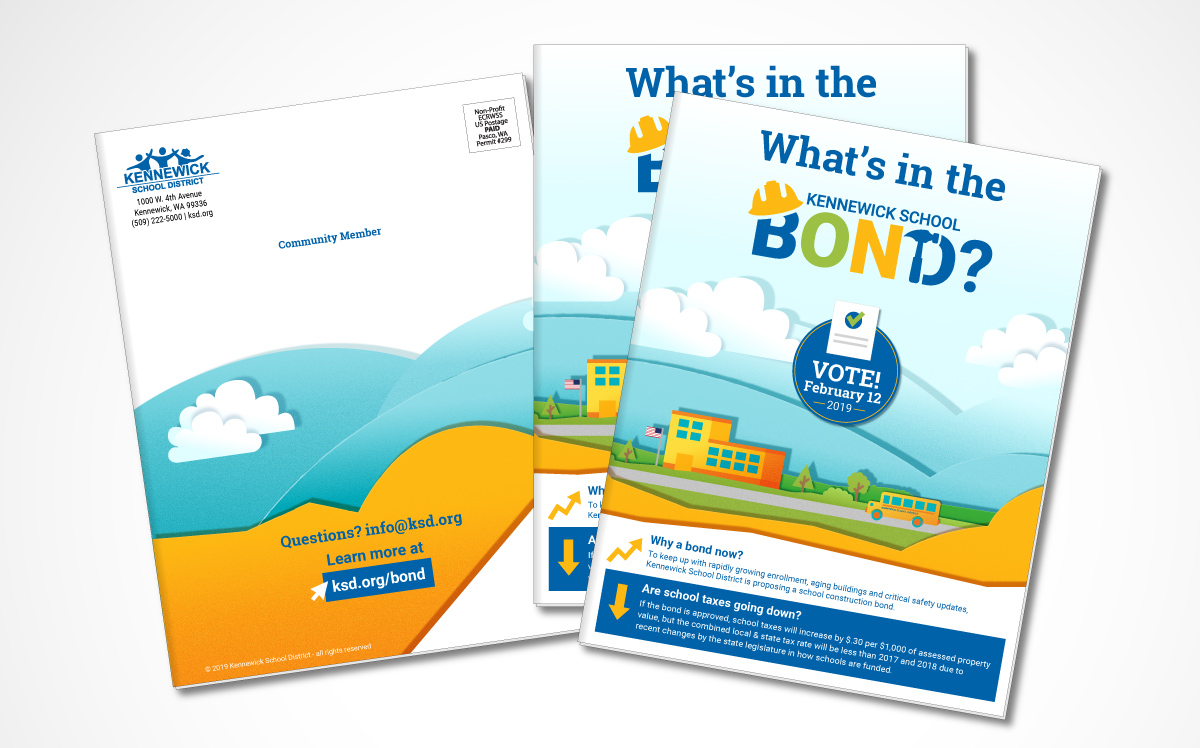 Non-Profit
ECRWSS
US Postage
PAID
Pasco, WA
Permit #299
KENNEWICK
SCHOOL DISTRICT
1000 W. 4th Avenue
Kennewick, WA 99336
(509) 222-5000 | ksd.org
Community Member
Questions? info@ksd.org
Learn more at
ksd.org/bond
© 2019 Kennewick School District - all rights reserved
What's in the
B
Wh
To k
Ken
A
If
What's in the
KENNEWICK SCHOOL
BOND?
VOTE!
February 12
2019
Why a bond now?
To keep up with rapidly growing enrollment, aging buildings and critical safety updates,
Kennewick School District is proposing a school construction bond.
Are school taxes going down?
If the bond is approved, school taxes will increase by $.30 per $1,000 of assessed property
value, but the combined local & state tax rate will be less than 2017 and 2018 due to
recent changes by the state legislature in how schools are funded.